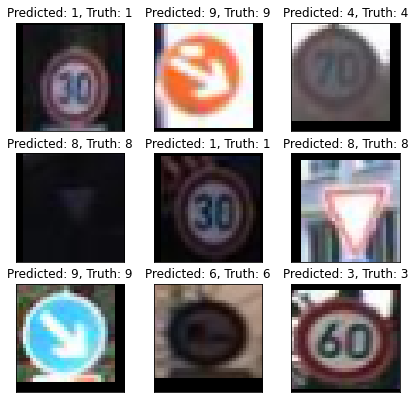 Predicted: 1, Truth: 1
Predicted: 9, Truth: 9
Predicted: 4, Truth: 4
30
70
Predicted: 8, Truth: 8
Predicted: 1, Truth: 1
Predicted: 8, Truth: 8
30
Predicted: 9, Truth: 9
Predicted: 6, Truth: 6
Predicted: 3, Truth: 3
60